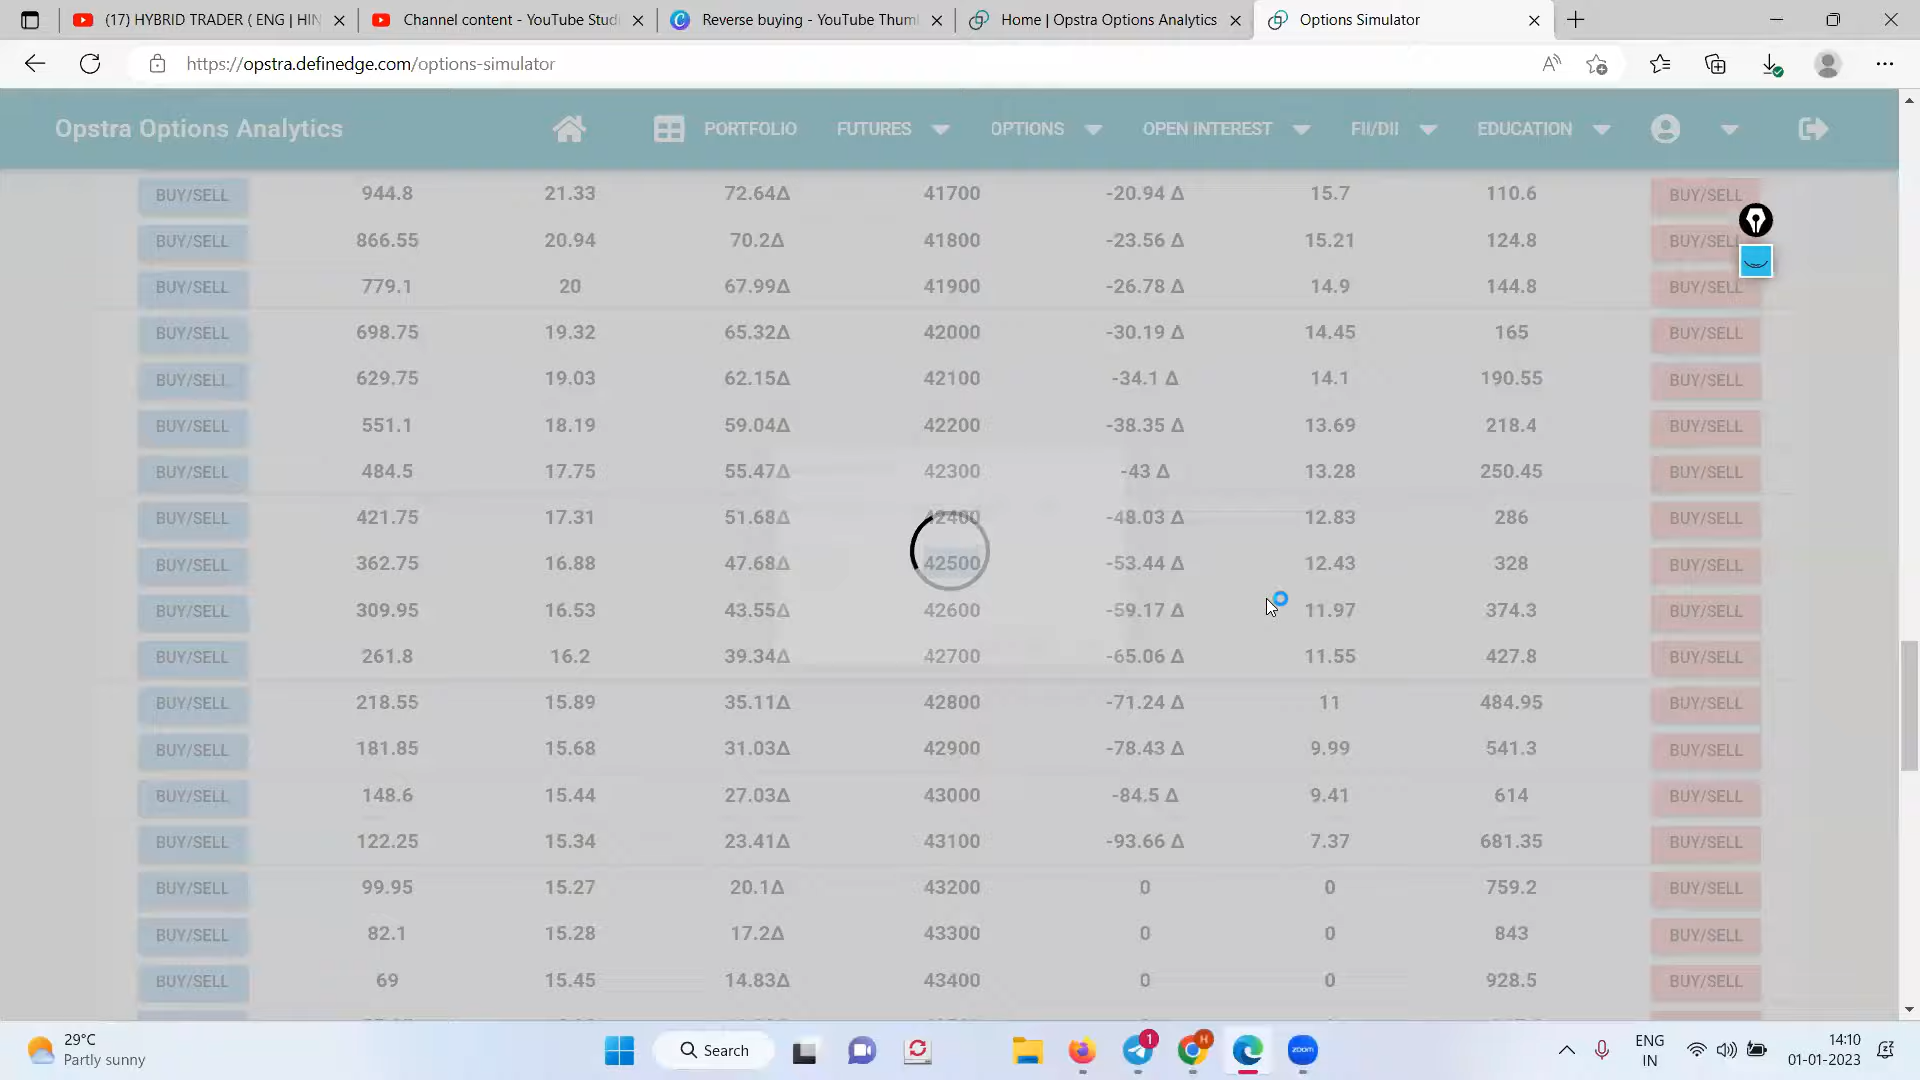 (17) HYBRID TRADER ( ENG | HIN
Channel content - YouTube Studi
Reverse buying - YouTube Thum
Home | Opstra Options Analytics
Options Simulator
https://opstra.definedge.com/options-simulator
Opstra Options Analytics PORTFOLIO FUTURES OPTIONS OPEN INTEREST FII/DII EDUCATION
BUY/SELL 944.8 21.33 72.64Δ 41700 -20.94 Δ 15.7 110.6 BUY/SELL
BUY/SELL 866.55 20.94 70.2Δ 41800 -23.56 Δ 15.21 124.8 BUY/SELL
BUY/SELL 779.1 20 67.99Δ 41900 -26.78 Δ 14.9 144.8 BUY/SELL
BUY/SELL 698.75 19.32 65.32Δ 42000 -30.19 Δ 14.45 165 BUY/SELL
BUY/SELL 629.75 19.03 62.15Δ 42100 -34.1 Δ 14.1 190.55 BUY/SELL
BUY/SELL 551.1 18.19 59.04Δ 42200 -38.35 Δ 13.69 218.4 BUY/SELL
BUY/SELL 484.5 17.75 55.47Δ 42300 -43 Δ 13.28 250.45 BUY/SELL
BUY/SELL 421.75 17.31 51.68Δ 42400 -48.03 Δ 12.83 286 BUY/SELL
BUY/SELL 362.75 16.88 47.68Δ 42500 -53.44 Δ 12.43 328 BUY/SELL
BUY/SELL 309.95 16.53 43.55Δ 42600 -59.17 Δ 11.97 374.3 BUY/SELL
BUY/SELL 261.8 16.2 39.34Δ 42700 -65.06 Δ 11.55 427.8 BUY/SELL
BUY/SELL 218.55 15.89 35.11Δ 42800 -71.24 Δ 11 484.95 BUY/SELL
BUY/SELL 181.85 15.68 31.03Δ 42900 -78.43 Δ 9.99 541.3 BUY/SELL
BUY/SELL 148.6 15.44 27.03Δ 43000 -84.5 Δ 9.41 614 BUY/SELL
BUY/SELL 122.25 15.34 23.41Δ 43100 -93.66 Δ 7.37 681.35 BUY/SELL
BUY/SELL 99.95 15.27 20.1Δ 43200 0 0 759.2 BUY/SELL
BUY/SELL 82.1 15.28 17.2Δ 43300 0 0 843 BUY/SELL
BUY/SELL 69 15.45 14.83Δ 43400 0 0 928.5 BUY/SELL
29°C
Partly sunny
Search
1
H
zoom
ENG
IN
14:10
01-01-2023